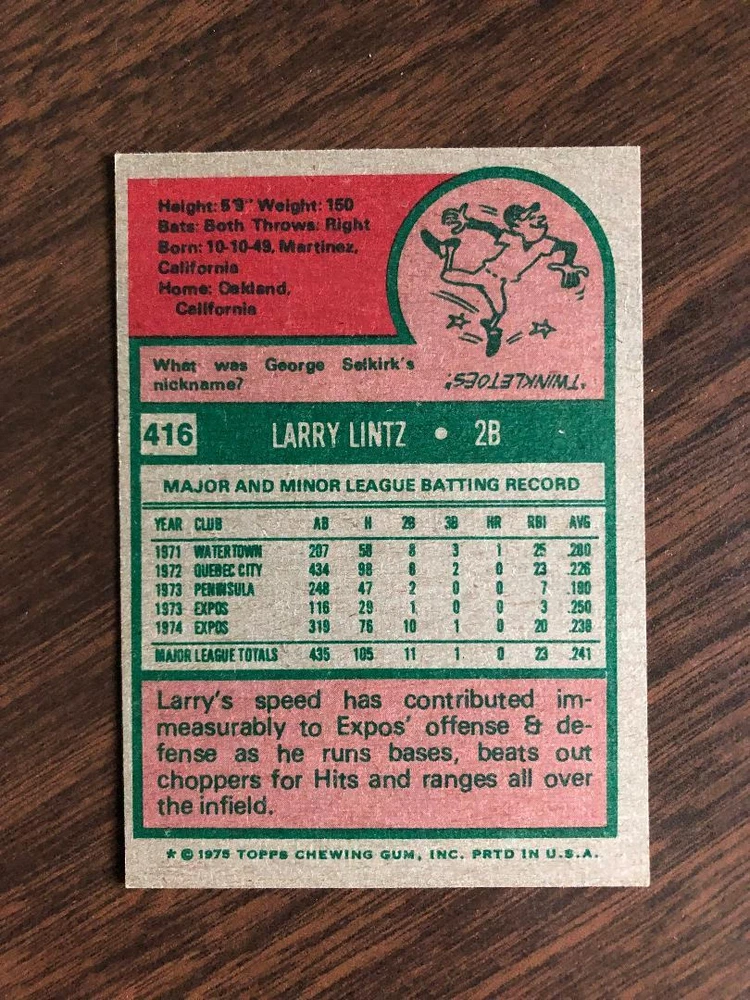 Height: 5'9" Weight: 150
Bats: Both Throws: Right
Born: 10-10-49, Martinez,
California
Home: Oakland,
California
What was George Selkirk's
nickname?
"TWINKLETOES".
416 LARRY LINTZ • 2B
MAJOR AND MINOR LEAGUE BATTING RECORD
YEAR CLUB AB H 2B 3B HR RBI AVG
1971 WATERTOWN 207 58 8 3 1 25 .280
1972 QUEBEC CITY 434 98 6 2 0 23 .226
1973 PENINSULA 248 47 2 0 0 7 .190
1973 EXPOS 116 29 1 0 0 3 .250
1974 EXPOS 319 76 10 1 0 20 .238
MAJOR LEAGUE TOTALS 435 105 11 1 0 23 .241
Larry's speed has contributed im-
measurably to Expos' offense & de-
fense as he runs bases, beats out
choppers for Hits and ranges all over
the infield.
* © 1975 TOPPS CHEWING GUM, INC. PRTD IN U.S.A.